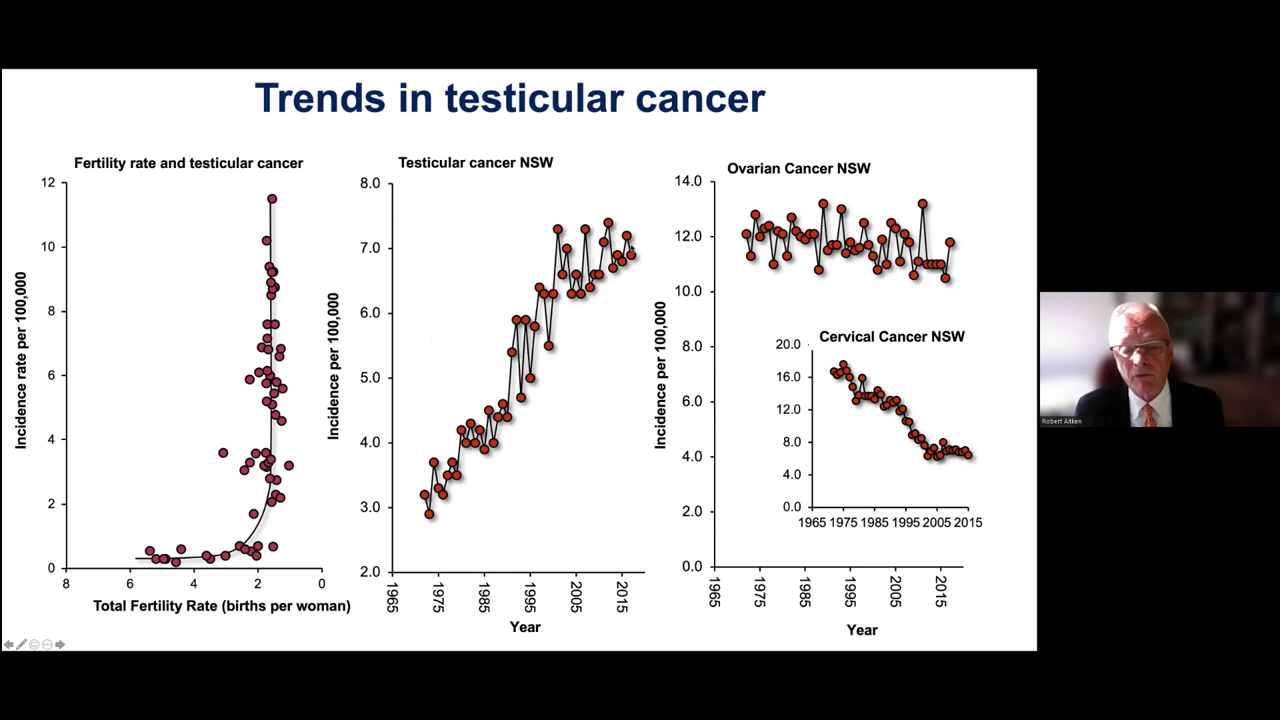 Trends in testicular cancer
Fertility rate and testicular cancer
12
10
8
6
4
2
0
Incidence rate per 100,000
8 6 4 2 0
Total Fertility Rate (births per woman)
Testicular cancer NSW
8.0
7.0
6.0
5.0
4.0
3.0
2.0
Incidence per 100,000
1965 1975 1985 1995 2005 2015
Year
Ovarian Cancer NSW
14.0
12.0
10.0
8.0
6.0
4.0
2.0
0.0
Incidence per 100,000
1965 1975 1985 1995 2005 2015
Year
Cervical Cancer NSW
20.0
16.0
12.0
8.0
4.0
0.0
1965 1975 1985 1995 2005 2015
Robert Aitken